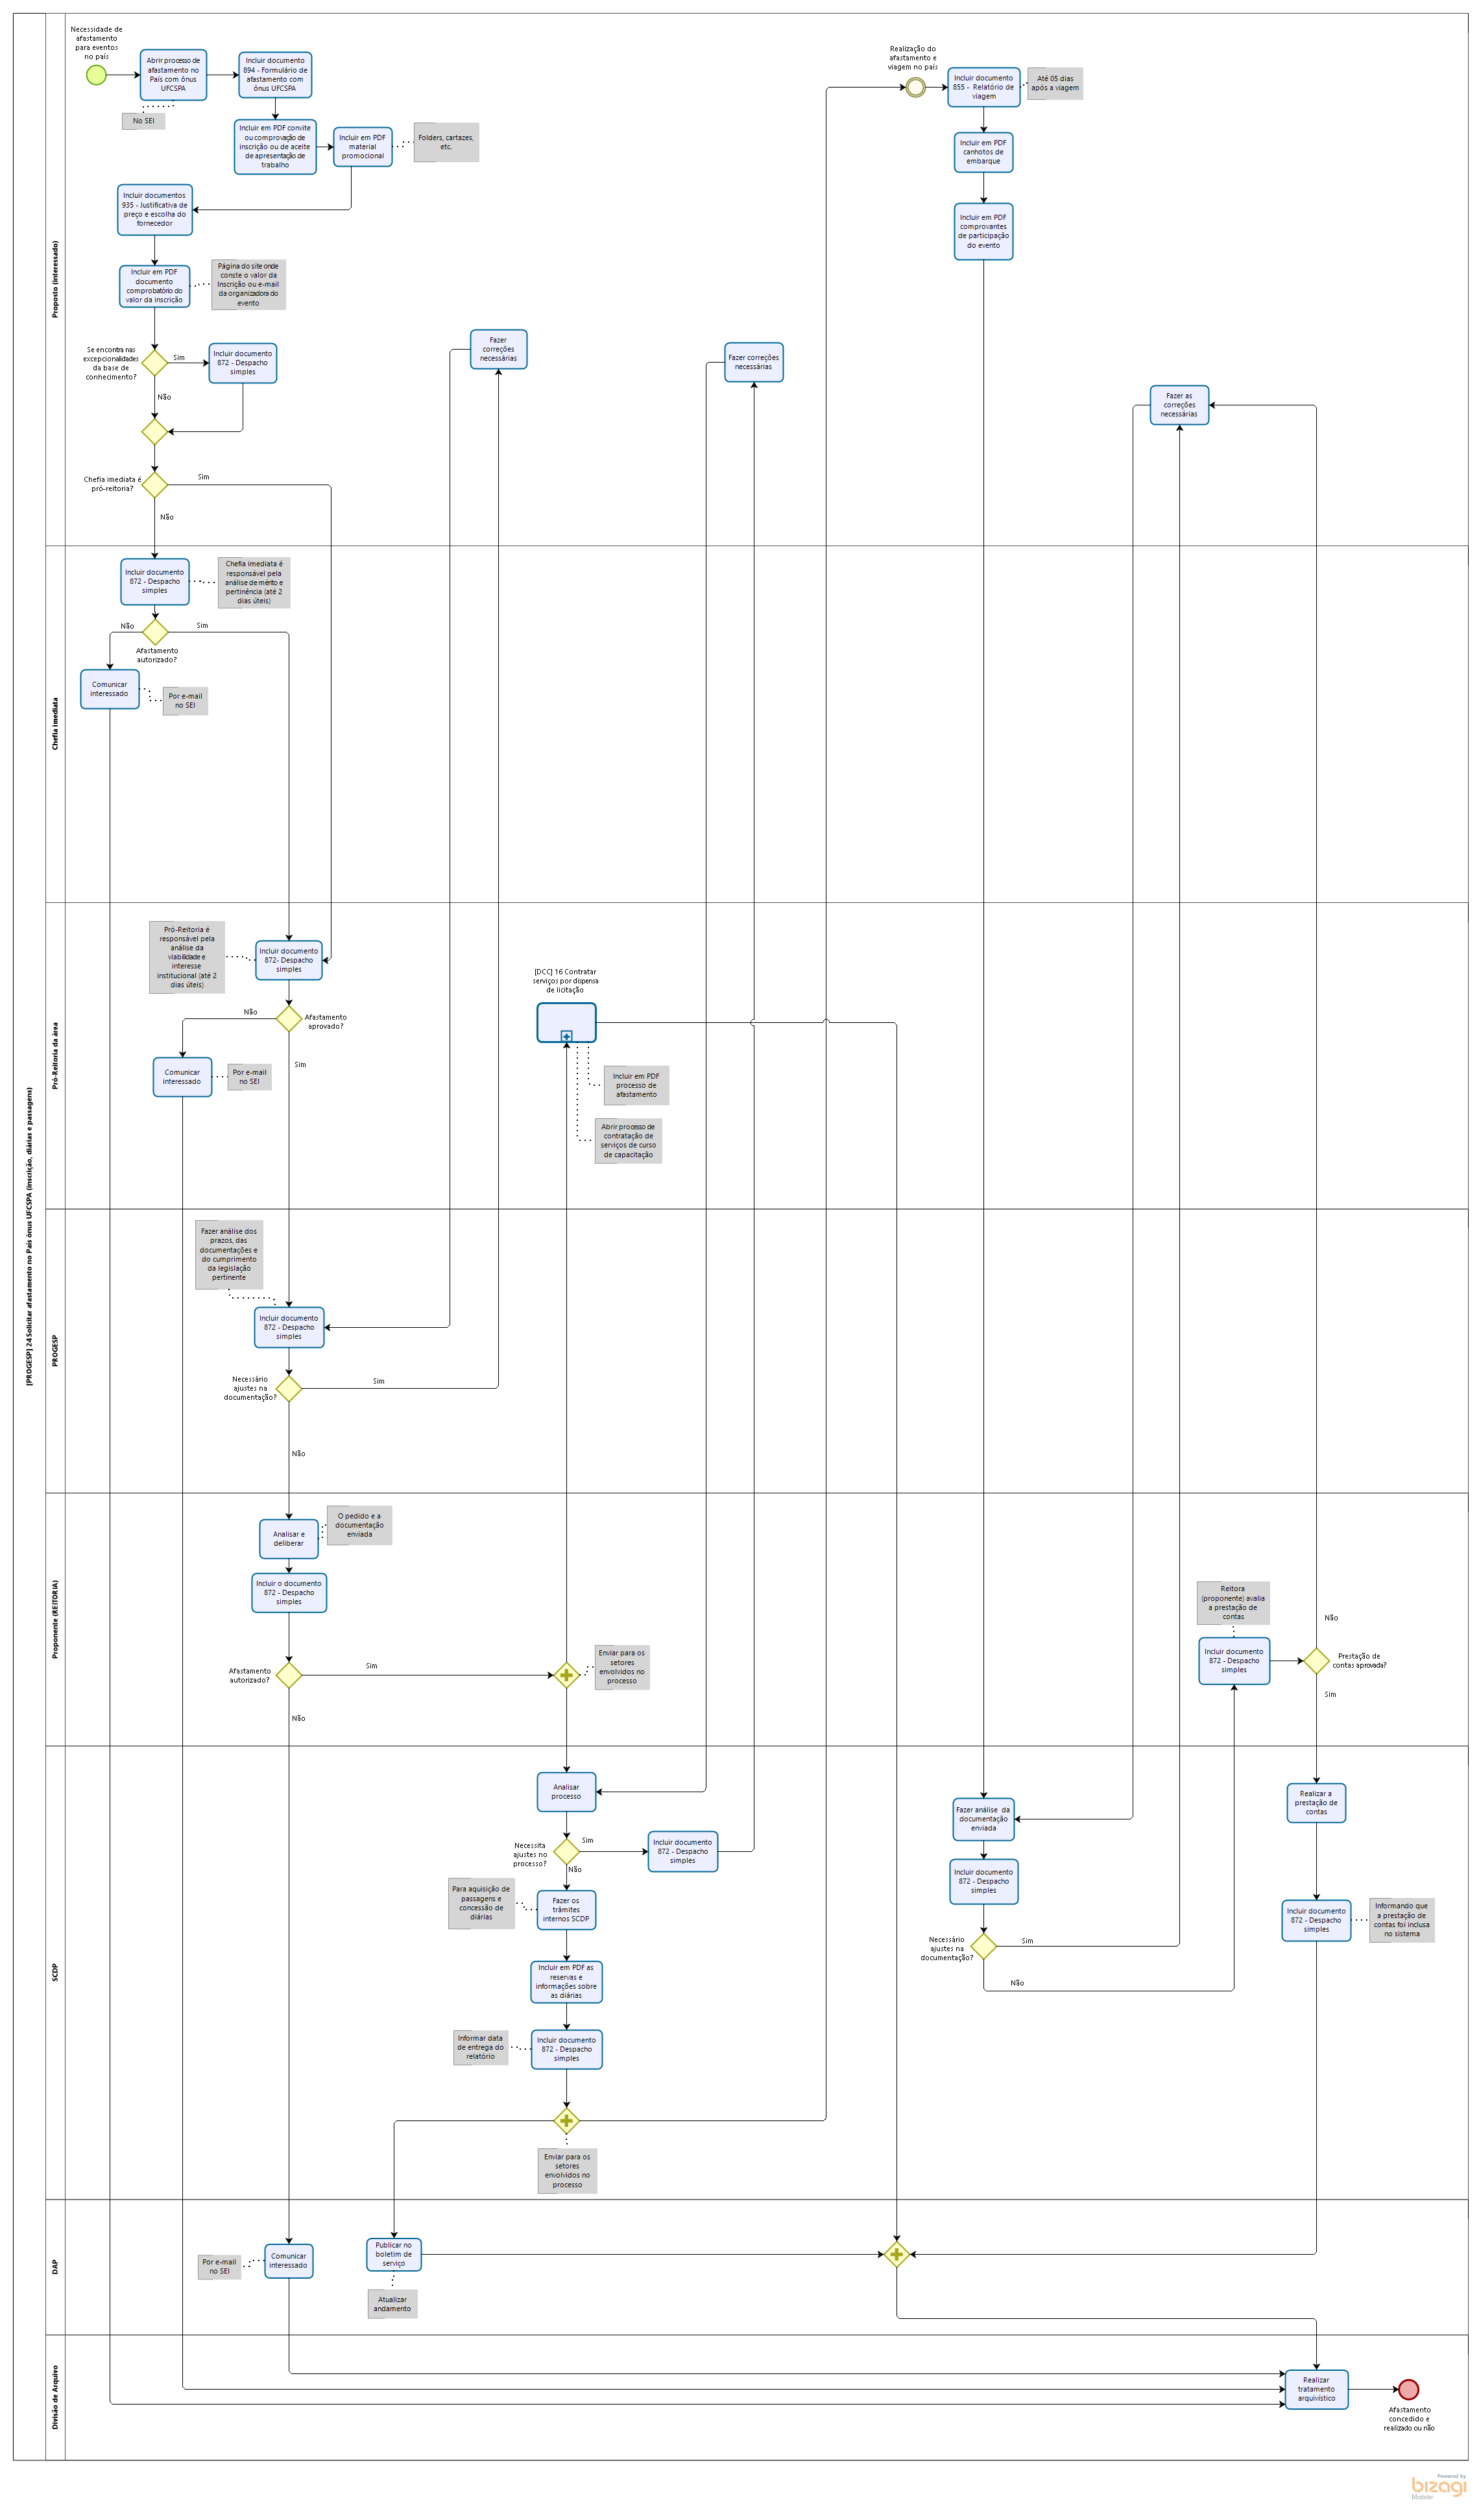 [PROGESP] 24 Solicitar afastamento no País ônus UFCSPA (inscrição, diárias e passagens)
Proposto (Interessado)
Necessidade de
afastamento
para eventos
no país
Abrir processo de
afastamento no
País com ônus
UFCSPA
No SEI
Incluir documento
894 - Formulário de
afastamento com
ônus UFCSPA
Incluir em PDF convite
ou comprovação de
inscrição ou de aceite
de apresentação de
trabalho
Incluir em PDF
material
promocional
Folders, cartazes,
etc.
Incluir documentos
935 - Justificativa de
preço e escolha do
fornecedor
Incluir em PDF
documento
comprobatório do
valor da inscrição
Página do site onde
conste o valor da
Inscrição ou e-mail
da organizadora do
evento
Se encontra nas
excepcionalidades
da base de
conhecimento?
Sim
Incluir documento
872 - Despacho
simples
Não
Chefia imediata é
pró-reitoria?
Sim
Não
Fazer
correções
necessárias
Fazer correções
necessárias
Realização do
afastamento e
viagem no país
Incluir documento
855 - Relatório de
viagem
Até 05 dias
após a viagem
Incluir em PDF
canhotos de
embarque
Incluir em PDF
comprovantes
de participação
do evento
Fazer as
correções
necessárias
Chefia imediata
Incluir documento
872 - Despacho
simples
Chefia imediata é
responsável pela
análise de mérito e
pertinência (até 2
dias úteis)
Não
Sim
Afastamento
autorizado?
Comunicar
interessado
Por e-mail
no SEI
Pró-Reitoria da área
Pró-Reitoria é
responsável pela
análise da
viabilidade e
interesse
institucional (até 2
dias úteis)
Incluir documento
872- Despacho
simples
Não
Afastamento
aprovado?
Sim
Comunicar
interessado
Por e-mail
no SEI
[DCC] 16 Contratar
serviços por dispensa
de licitação
Incluir em PDF
processo de
afastamento
Abrir processo de
contratação de
serviços de curso
de capacitação
PROGESP
Fazer análise dos
prazos, das
documentações e
do cumprimento
da legislação
pertinente
Incluir documento
872 - Despacho
simples
Necessário
ajustes na
documentação?
Sim
Não
Proponente (REITORIA)
Analisar e
deliberar
O pedido e a
documentação
enviada
Incluir o documento
872 - Despacho
simples
Afastamento
autorizado?
Sim
Não
Enviar para os
setores
envolvidos no
processo
Reitora
(proponente) avalia
a prestação de
contas
Incluir documento
872 - Despacho
simples
Não
Prestação de
contas aprovada?
Sim
SCDP
Analisar
processo
Necessita
ajustes no
processo?
Sim
Não
Incluir documento
872 - Despacho
simples
Para aquisição de
passagens e
concessão de
diárias
Fazer os
trâmites
internos SCDP
Incluir em PDF as
reservas e
informações sobre
as diárias
Informar data
de entrega do
relatório
Incluir documento
872 - Despacho
simples
Enviar para os
setores
envolvidos no
processo
Fazer análise da
documentação
enviada
Incluir documento
872 - Despacho
simples
Necessário
ajustes na
documentação?
Sim
Não
Realizar a
prestação de
contas
Incluir documento
872 - Despacho
simples
Informando que
a prestação de
contas foi inclusa
no sistema
DAP
Por e-mail
no SEI
Comunicar
interessado
Publicar no
boletim de
serviço
Atualizar
andamento
Divisão de Arquivo
Realizar
tratamento
arquivístico
Afastamento
concedido e
realizado ou não
Powered by
bizagi
Modeler